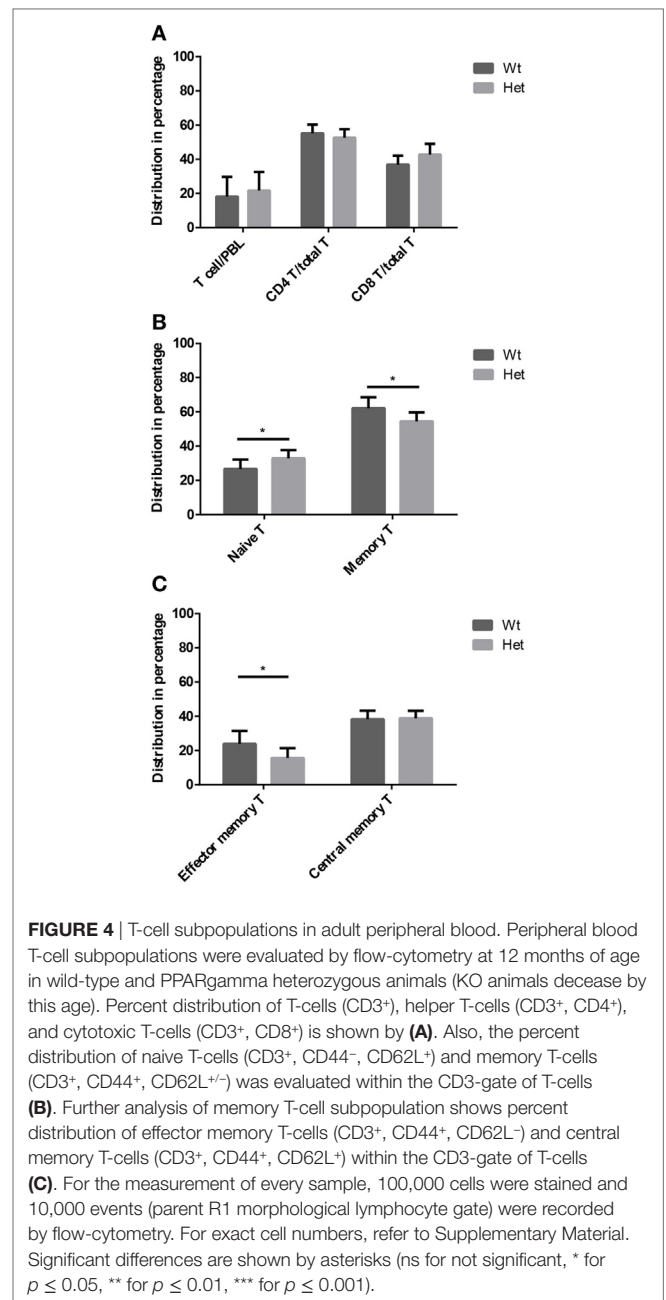 A
Distribution in percentage
100
80
60
40
20
0
T cell/PBL
CD4 T/total T
CD8 T/total T
Wt
Het
B
Distribution in percentage
100
80
60
40
20
0
*
*
Naive T
Memory T
Wt
Het
C
Distribution in percentage
100
80
60
40
20
0
*
Effector memory T
Central memory T
Wt
Het
FIGURE 4 | T-cell subpopulations in adult peripheral blood. Peripheral blood
T-cell subpopulations were evaluated by flow-cytometry at 12 months of age
in wild-type and PPARgamma heterozygous animals (KO animals decease by
this age). Percent distribution of T-cells (CD3⁺), helper T-cells (CD3⁺, CD4⁺),
and cytotoxic T-cells (CD3⁺, CD8⁺) is shown by (A). Also, the percent
distribution of naive T-cells (CD3⁺, CD44⁻, CD62L⁺) and memory T-cells
(CD3⁺, CD44⁺, CD62L⁺/⁻) was evaluated within the CD3-gate of T-cells
(B). Further analysis of memory T-cell subpopulation shows percent
distribution of effector memory T-cells (CD3⁺, CD44⁺, CD62L⁻) and central
memory T-cells (CD3⁺, CD44⁺, CD62L⁺) within the CD3-gate of T-cells
(C). For the measurement of every sample, 100,000 cells were stained and
10,000 events (parent R1 morphological lymphocyte gate) were recorded
by flow-cytometry. For exact cell numbers, refer to Supplementary Material.
Significant differences are shown by asterisks (ns for not significant, * for
p ≤ 0.05, ** for p ≤ 0.01, *** for p ≤ 0.001).